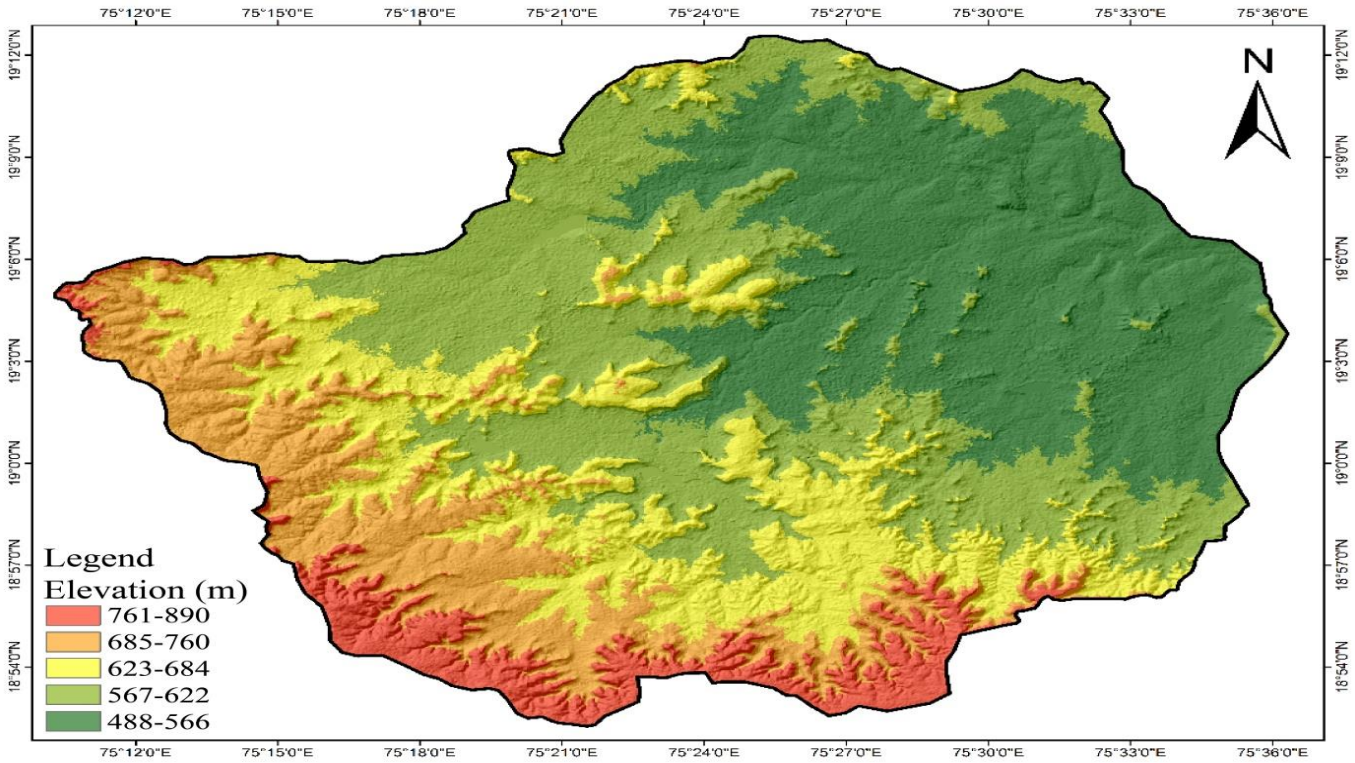 75°12'0"E 75°15'0"E 75°18'0"E 75°21'0"E 75°24'0"E 75°27'0"E 75°30'0"E 75°33'0"E 75°36'0"E
N
19°12'0"N 19°12'0"N
19°9'0"N 19°9'0"N
19°6'0"N 19°6'0"N
19°3'0"N 19°3'0"N
19°0'0"N 19°0'0"N
18°57'0"N 18°57'0"N
18°54'0"N 18°54'0"N
Legend
Elevation (m)
761-890
685-760
623-684
567-622
488-566
75°12'0"E 75°15'0"E 75°18'0"E 75°21'0"E 75°24'0"E 75°27'0"E 75°30'0"E 75°33'0"E 75°36'0"E